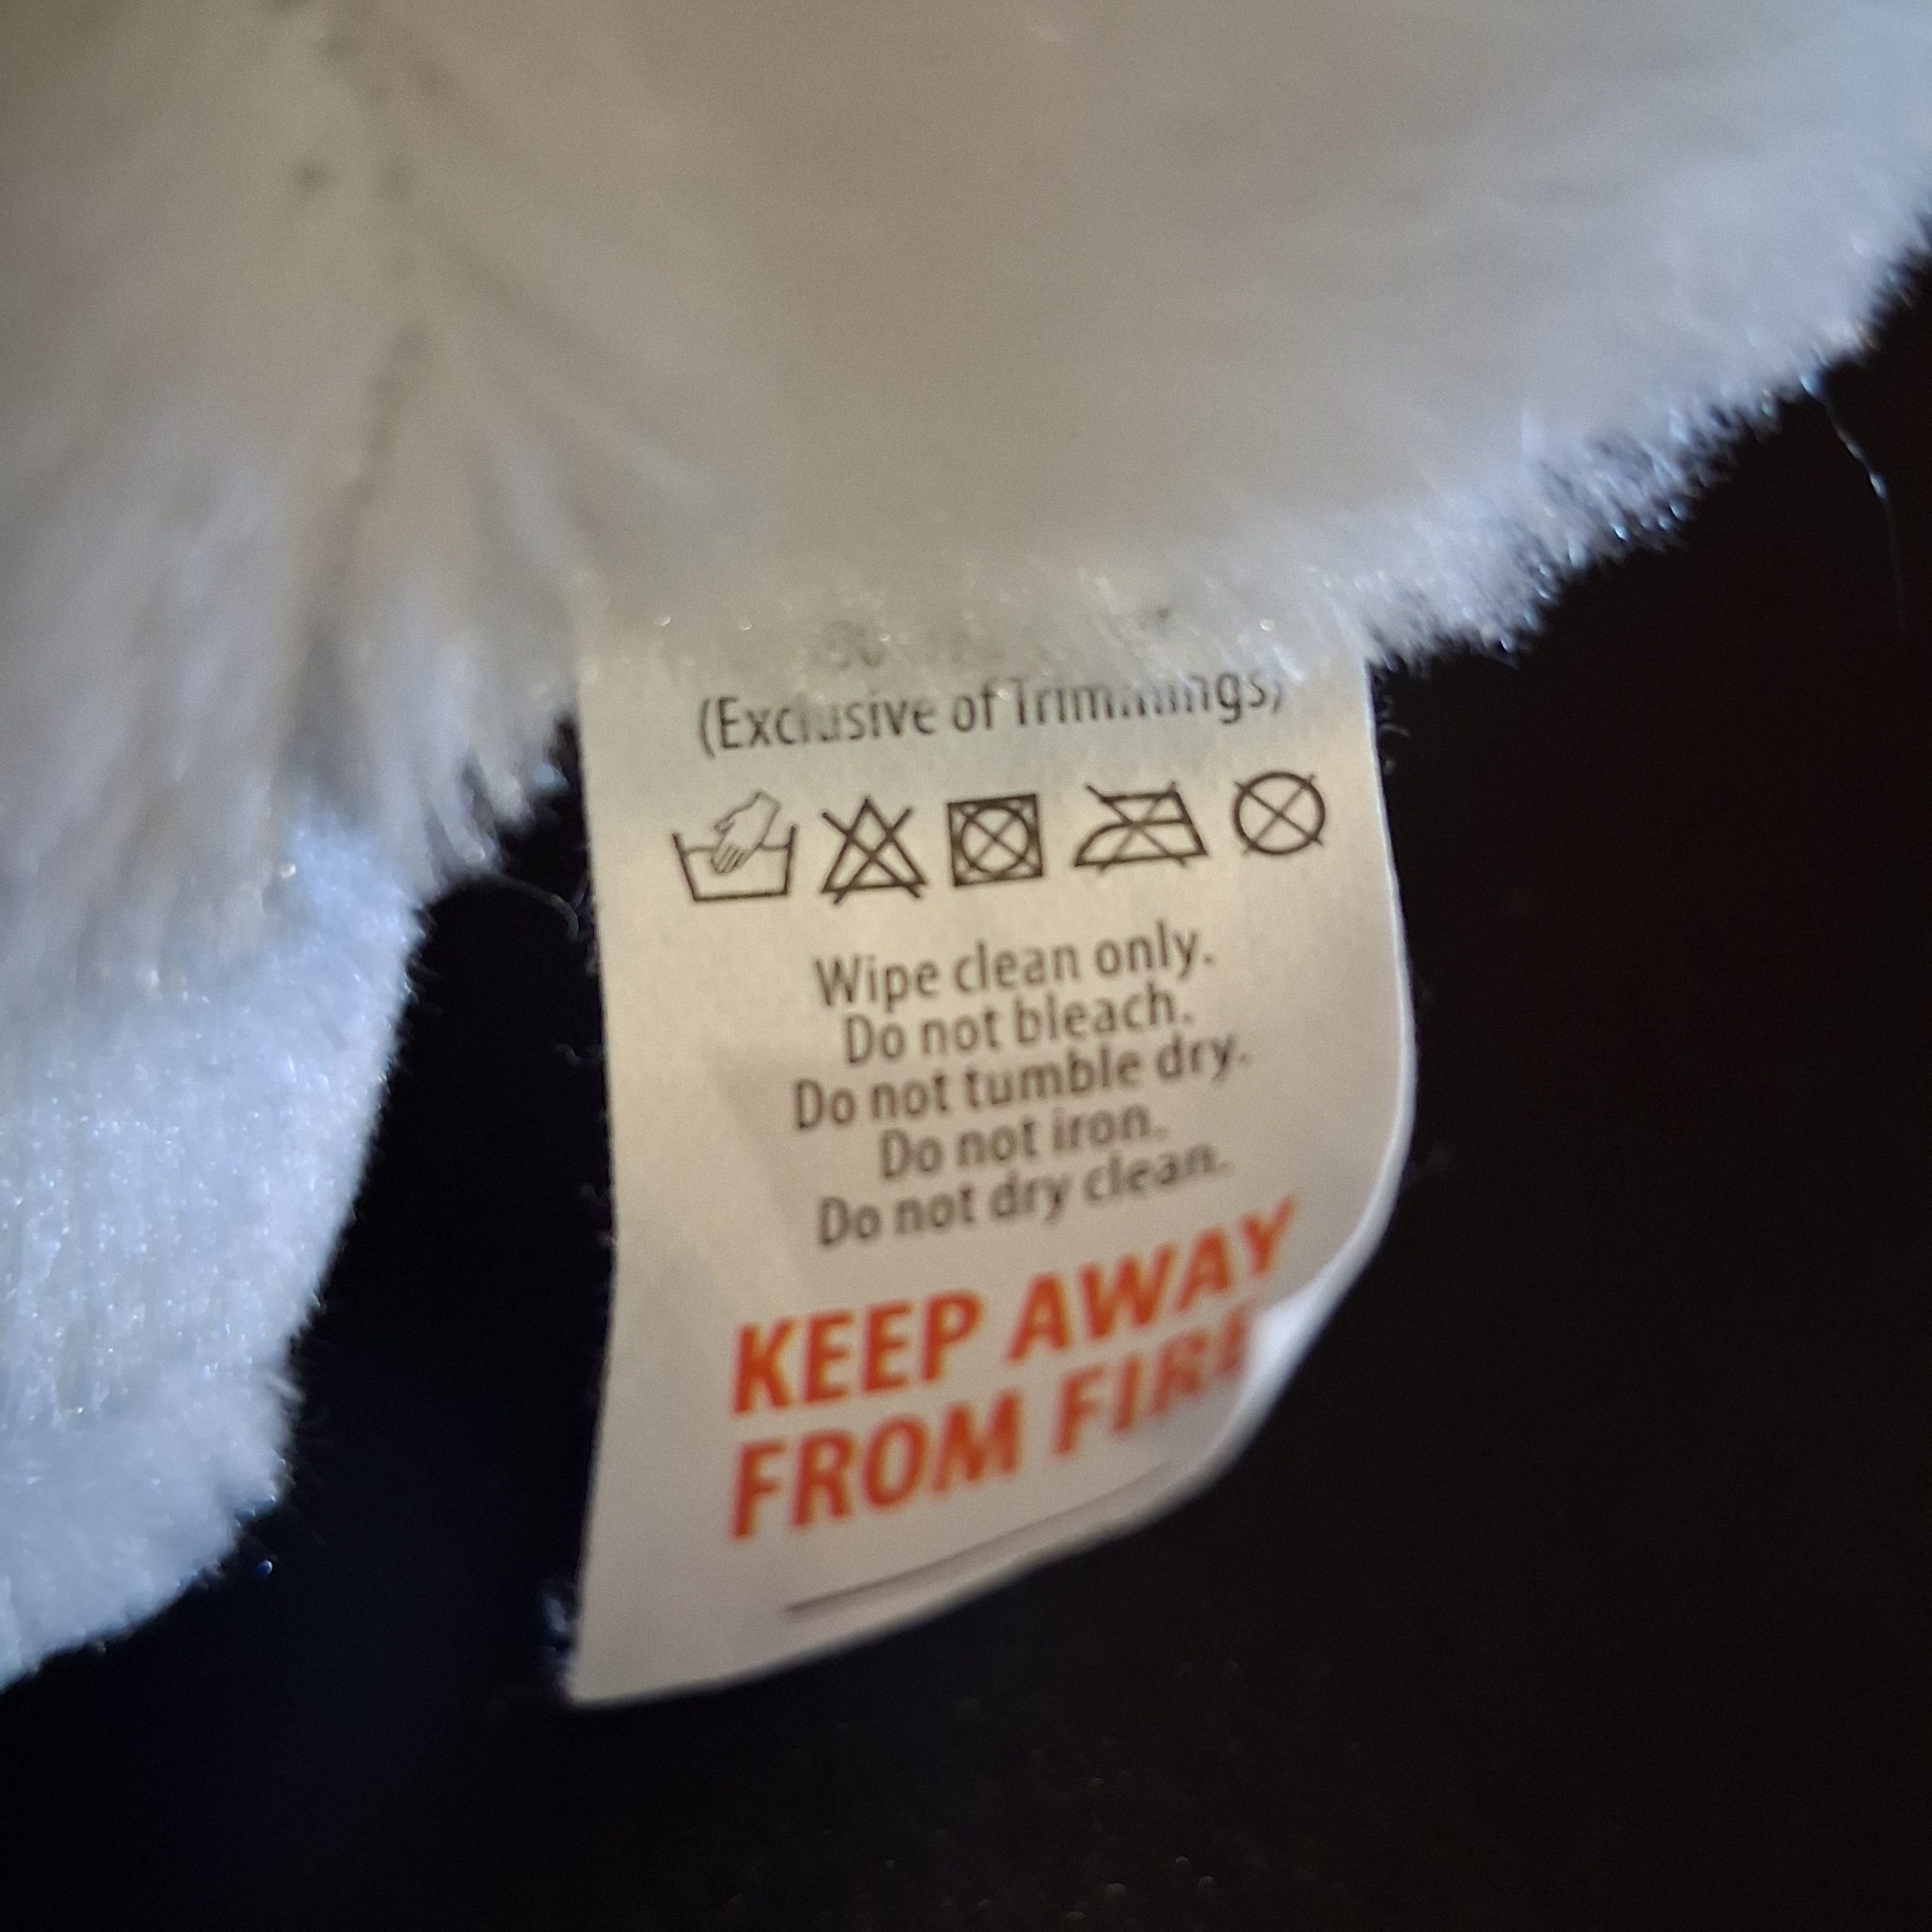 (Exclusive of Trimmings)
Wipe clean only.
Do not bleach.
Do not tumble dry.
Do not iron.
Do not dry clean.
KEEP AWAY
FROM FIRE